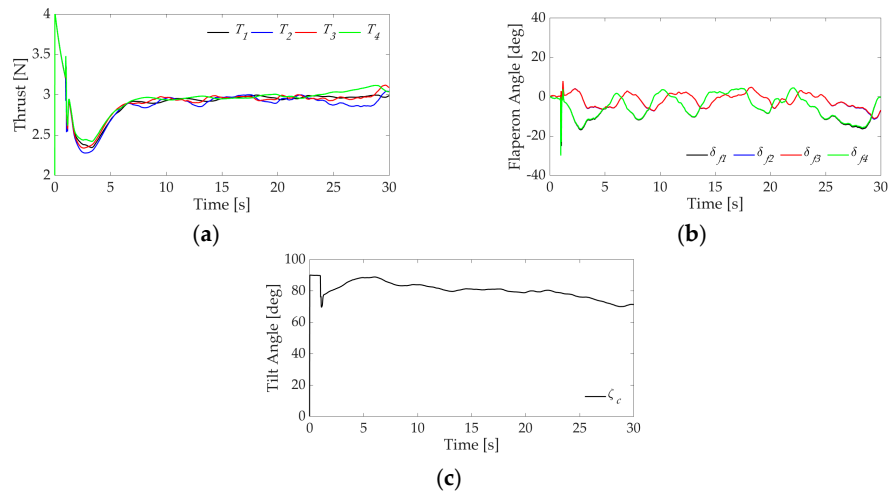 T1 T2 T3 T4
Thrust [N]
4
3.5
3
2.5
2
0 5 10 15 20 25 30
Time [s]
(a)
Flaperon Angle [deg]
40
20
0
-20
-40
δf1 δf2 δf3 δf4
0 5 10 15 20 25 30
Time [s]
(b)
Tilt Angle [deg]
100
80
60
40
20
0
ζc
0 5 10 15 20 25 30
Time [s]
(c)